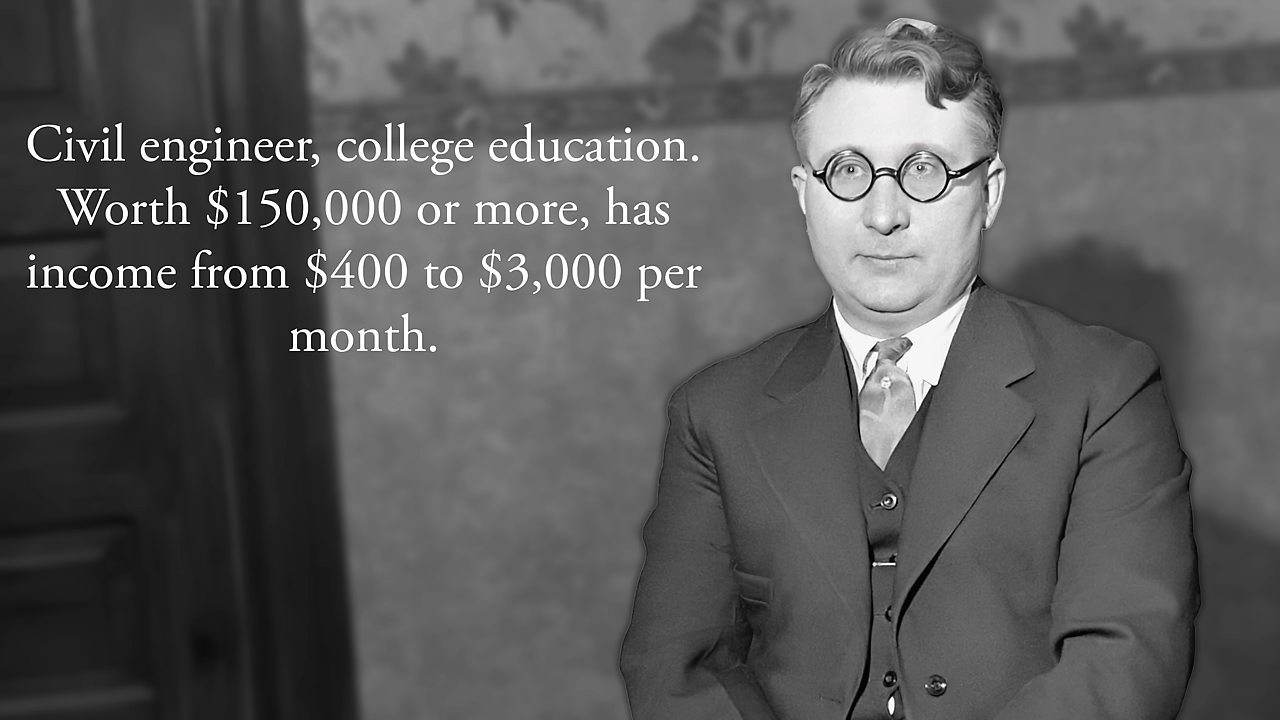 Civil engineer, college education.
Worth $150,000 or more, has
income from $400 to $3,000 per
month.